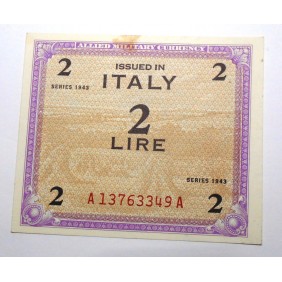 ALLIED MILITARY CURRENCY
2 ISSUED IN 2
ITALY
SERIES 1943
2
LIRE
SERIES 1943
2 A13763349A 2